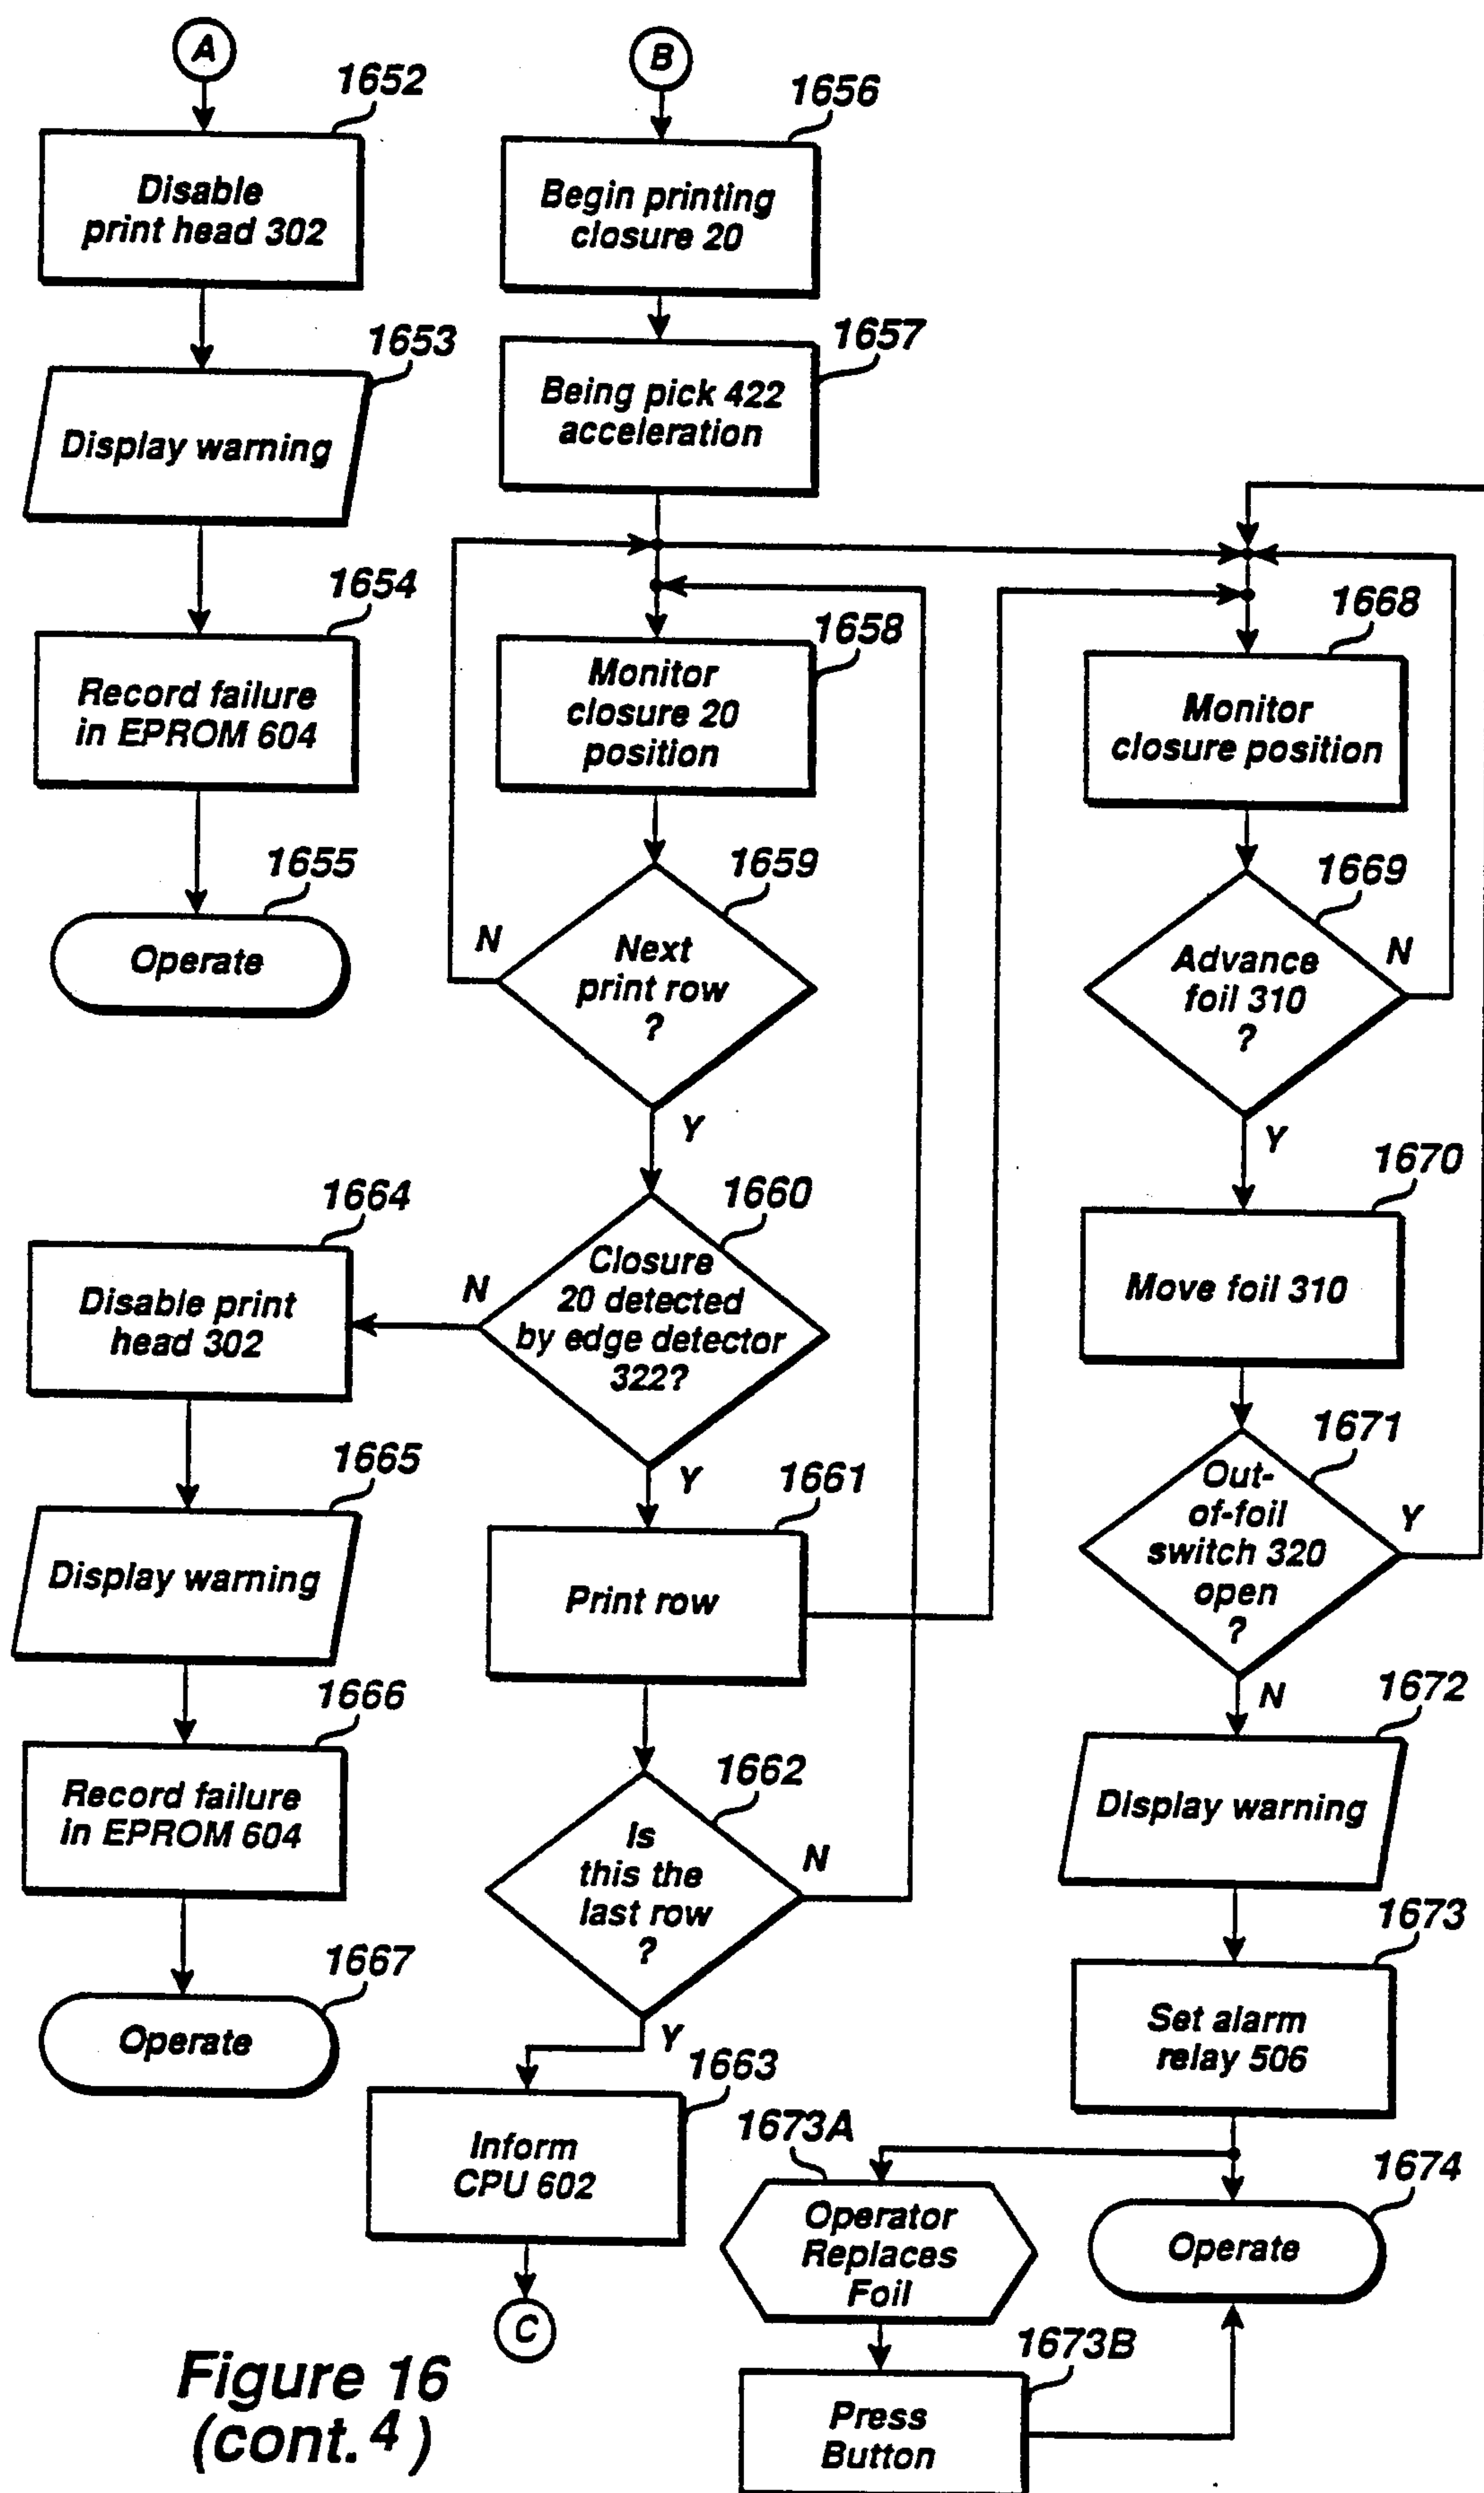 A
1652
Disable
print head 302
1653
Display warning
1654
Record failure
in EPROM 604
1655
Operate
B
1656
Begin printing
closure 20
1657
Being pick 422
acceleration
1658
Monitor
closure 20
position
1659
Next
print row
?
N
Y
1660
Closure
20 detected
by edge detector
322?
N
Y
1664
Disable print
head 302
1665
Display warning
1666
Record failure
in EPROM 604
1667
Operate
1661
Print row
1662
Is
this the
last row
?
N
Y
1663
Inform
CPU 602
C
1668
Monitor
closure position
1669
Advance
foil 310
?
N
Y
1670
Move foil 310
1671
Out-
of-foil
switch 320
open
?
Y
N
1672
Display warning
1673
Set alarm
relay 506
1673A
Operator
Replaces
Foil
1673B
Press
Button
1674
Operate
Figure 16
(cont. 4)